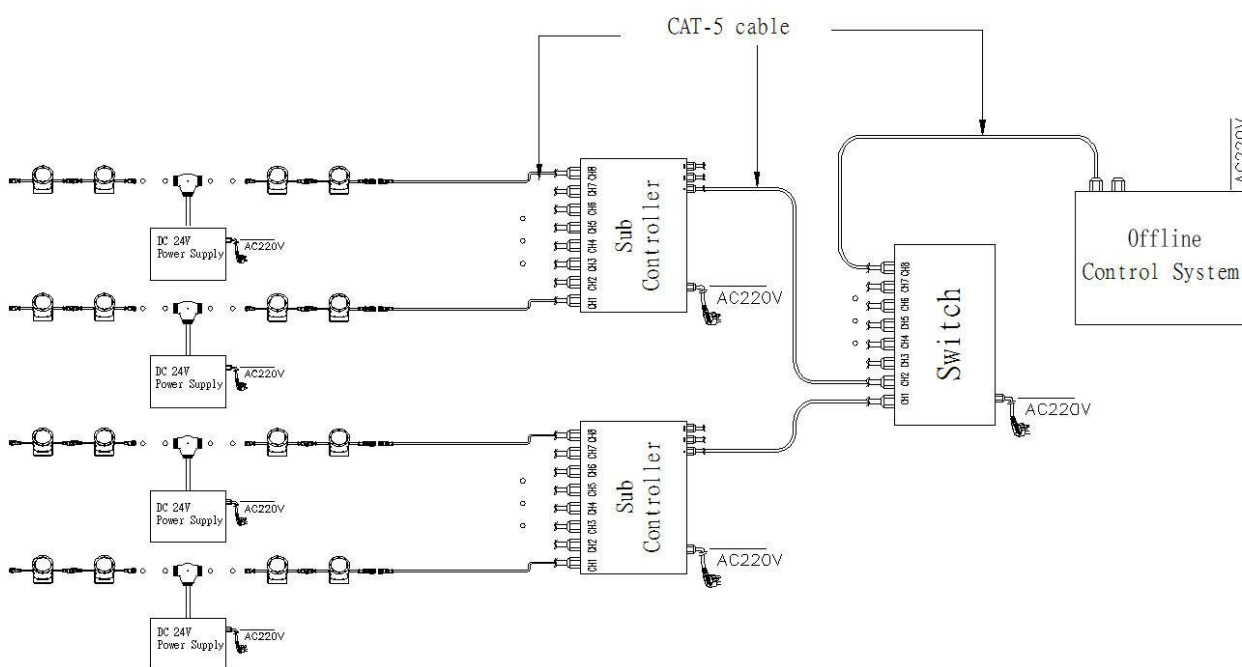 CAT-5 cable
AC220V
Offline
Control System
CH8
CH7
CH6
CH5
CH4
CH3
CH2
CH1
Sub
Controller
AC220V
DC 24V
Power Supply
AC220V
DC 24V
Power Supply
AC220V
CH8
CH7
CH6
CH5
CH4
CH3
CH2
CH1
Switch
AC220V
CH8
CH7
CH6
CH5
CH4
CH3
CH2
CH1
Sub
Controller
AC220V
DC 24V
Power Supply
AC220V
DC 24V
Power Supply
AC220V